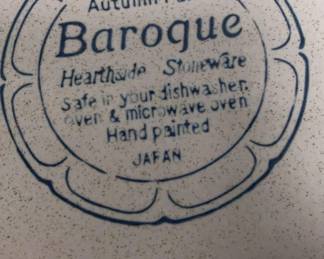 Autumn
Baroque
Hearthside Stoneware
Safe in your dishwasher,
oven & microwave oven
Hand painted
JAPAN